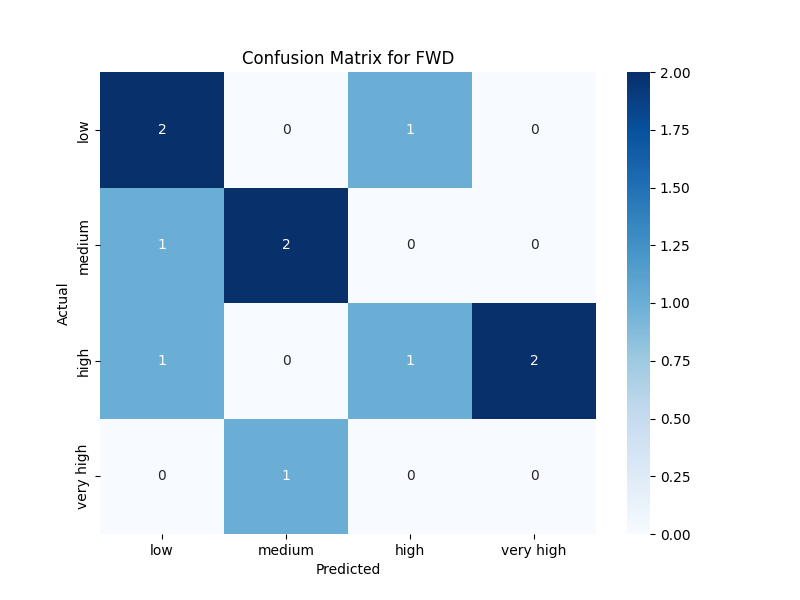 Confusion Matrix for FWD
Actual
low
2 0 1 0
medium
1 2 0 0
high
1 0 1 2
very high
0 1 0 0
low medium high very high
Predicted
2.00
1.75
1.50
1.25
1.00
0.75
0.50
0.25
0.00